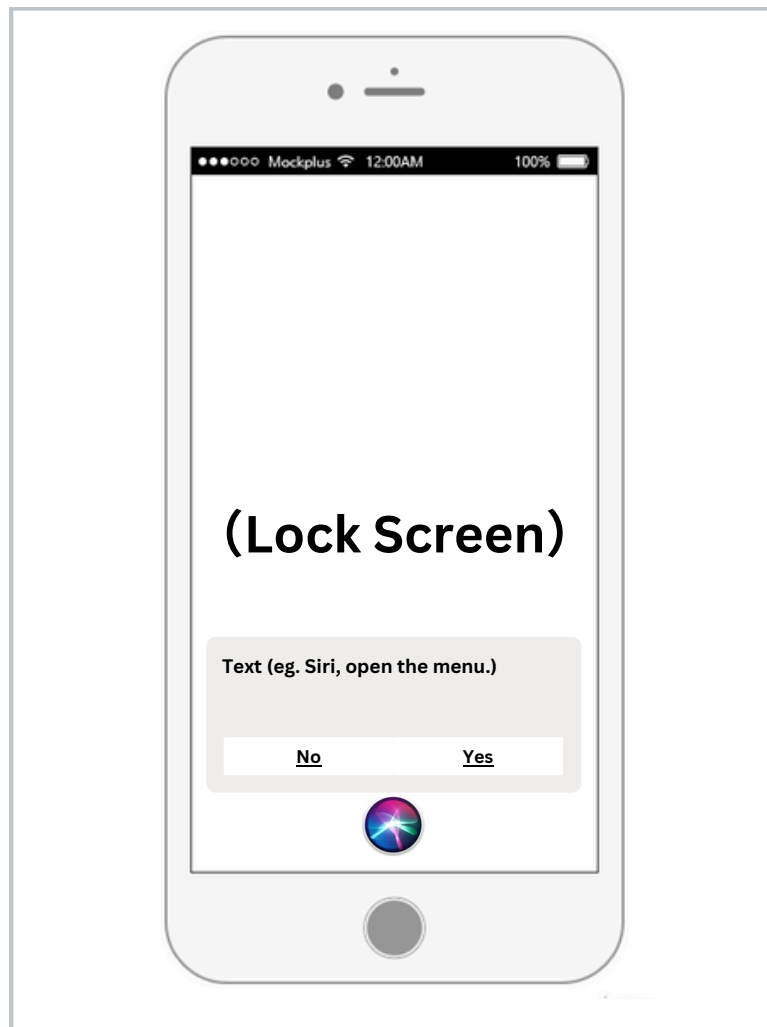 Mockplus 12:00AM 100%
(Lock Screen)
Text (eg. Siri, open the menu.)
No Yes